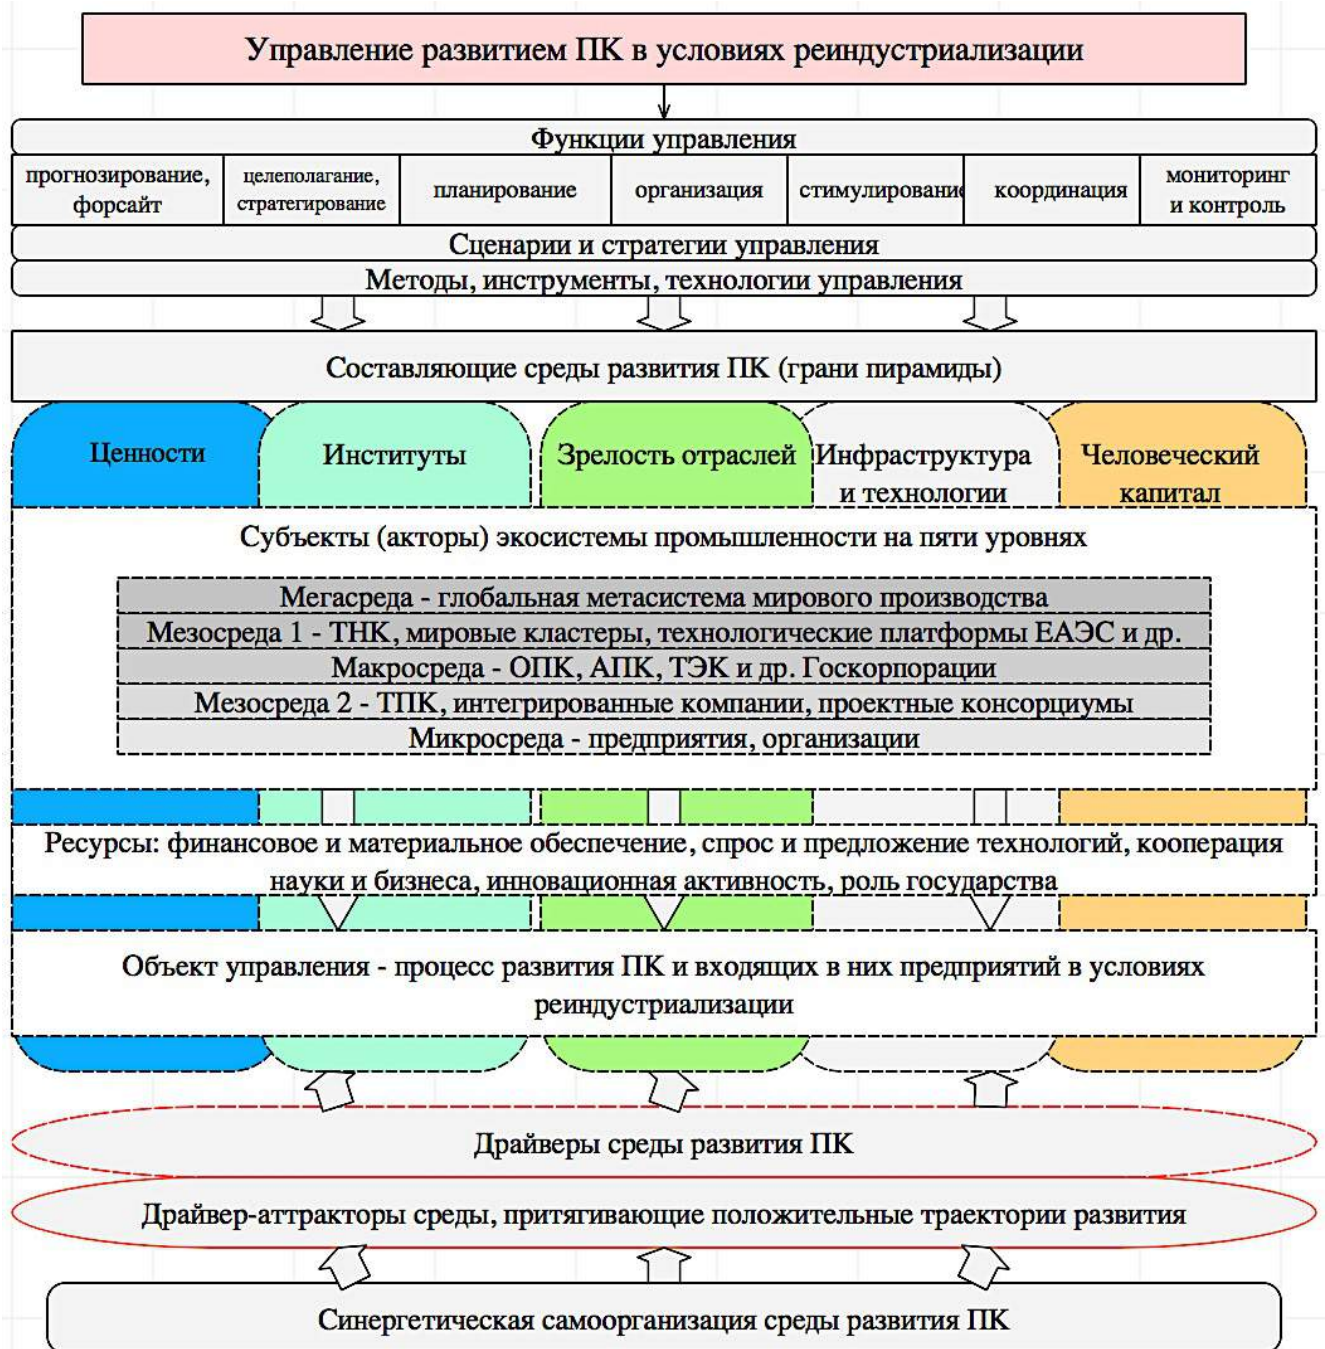 Управление развитием ПК в условиях реиндустриализации
Функции управления
прогнозирование,
форсайт
целеполагание,
стратегирование
планирование
организация
стимулирование
координация
мониторинг
и контроль
Сценарии и стратегии управления
Методы, инструменты, технологии управления
Составляющие среды развития ПК (грани пирамиды)
Ценности
Институты
Зрелость отраслей
Инфраструктура
и технологии
Человеческий
капитал
Субъекты (акторы) экосистемы промышленности на пяти уровнях
Мегасреда - глобальная метасистема мирового производства
Мезосреда 1 - ТНК, мировые кластеры, технологические платформы ЕАЭС и др.
Макросреда - ОПК, АПК, ТЭК и др. Госкорпорации
Мезосреда 2 - ТПК, интегрированные компании, проектные консорциумы
Микросреда - предприятия, организации
Ресурсы: финансовое и материальное обеспечение, спрос и предложение технологий, кооперация
науки и бизнеса, инновационная активность, роль государства
Объект управления - процесс развития ПК и входящих в них предприятий в условиях
реиндустриализации
Драйверы среды развития ПК
Драйвер-аттракторы среды, притягивающие положительные траектории развития
Синергетическая самоорганизация среды развития ПК